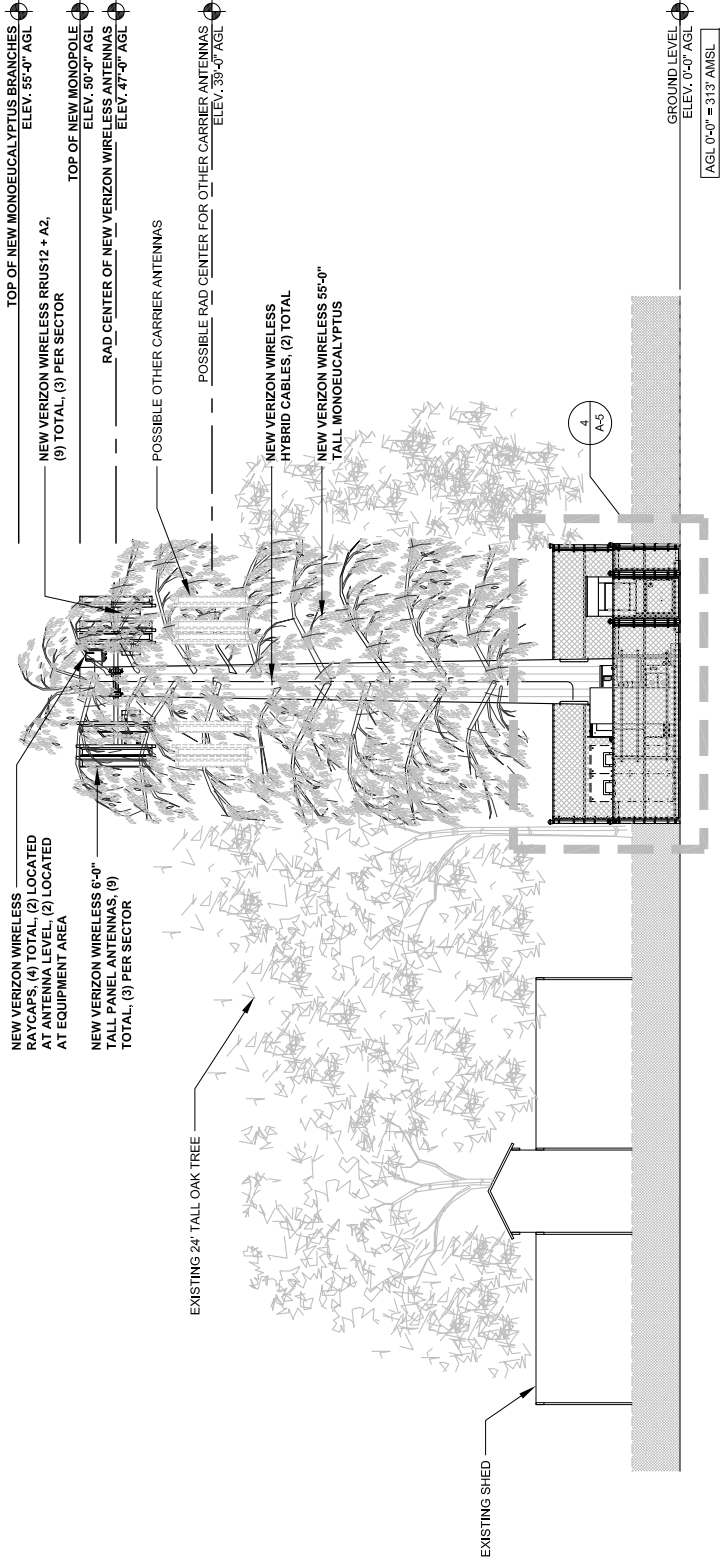 TOP OF NEW MONOEUCALYPTUS BRANCHES
ELEV. 55'-0" AGL
TOP OF NEW MONOPOLE
ELEV. 50'-0" AGL
RAD CENTER OF NEW VERIZON WIRELESS ANTENNAS
ELEV. 47'-0" AGL
POSSIBLE RAD CENTER FOR OTHER CARRIER ANTENNAS
ELEV. 39'-0" AGL
GROUND LEVEL
ELEV. 0'-0" AGL
AGL 0'-0" = 313' AMSL
NEW VERIZON WIRELESS RRUS12 + A2,
(9) TOTAL, (3) PER SECTOR
POSSIBLE OTHER CARRIER ANTENNAS
NEW VERIZON WIRELESS
HYBRID CABLES, (2) TOTAL
NEW VERIZON WIRELESS 55'-0"
TALL MONOEUCALYPTUS
4
A-5
NEW VERIZON WIRELESS
RAYCAPS, (4) TOTAL, (2) LOCATED
AT ANTENNA LEVEL, (2) LOCATED
AT EQUIPMENT AREA
NEW VERIZON WIRELESS 6'-0"
TALL PANEL ANTENNAS, (9)
TOTAL, (3) PER SECTOR
EXISTING 24' TALL OAK TREE
EXISTING SHED